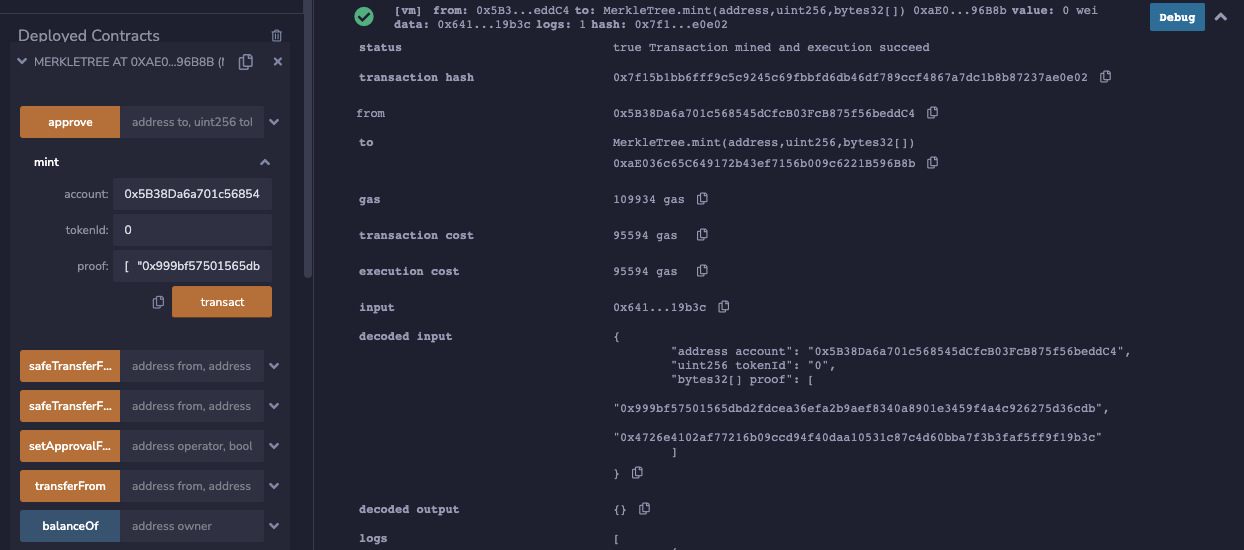 Deployed Contracts
MERKLETREE AT 0XAE0...96B8B (M
approve
address to, uint256 tol
mint
account:
0x5B38Da6a701c56854
tokenId:
0
proof:
[ "0x999bf57501565db
transact
safeTransferF...
address from, address
safeTransferF...
address from, address
setApprovalF...
address operator, bool
transferFrom
address from, address
balanceOf
address owner
[vm] from: 0x5B3...eddC4 to: MerkleTree.mint(address,uint256,bytes32[]) 0xaE0...96B8b value: 0 wei
data: 0x641...19b3c logs: 1 hash: 0x7f1...e0e02
Debug
status
true Transaction mined and execution succeed
transaction hash
0x7f15b1bb6fff9c5c9245c69fbbfd6db46df789ccf4867a7dc1b8b87237ae0e02
from
0x5B38Da6a701c568545dCfcB03FcB875f56beddC4
to
MerkleTree.mint(address,uint256,bytes32[])
0xaE036c65C649172b43ef7156b009c6221B596B8b
gas
109934 gas
transaction cost
95594 gas
execution cost
95594 gas
input
0x641...19b3c
decoded input
{
"address account": "0x5B38Da6a701c568545dCfcB03FcB875f56beddC4",
"uint256 tokenId": "0",
"bytes32[] proof": [
"0x999bf57501565dbd2fdcea36efa2b9aef8340a8901e3459f4a4c926275d36cdb",
"0x4726e4102af77216b09ccd94f40daa10531c87c4d60bba7f3b3faf5ff9f19b3c"
]
}
decoded output
{}
logs
[